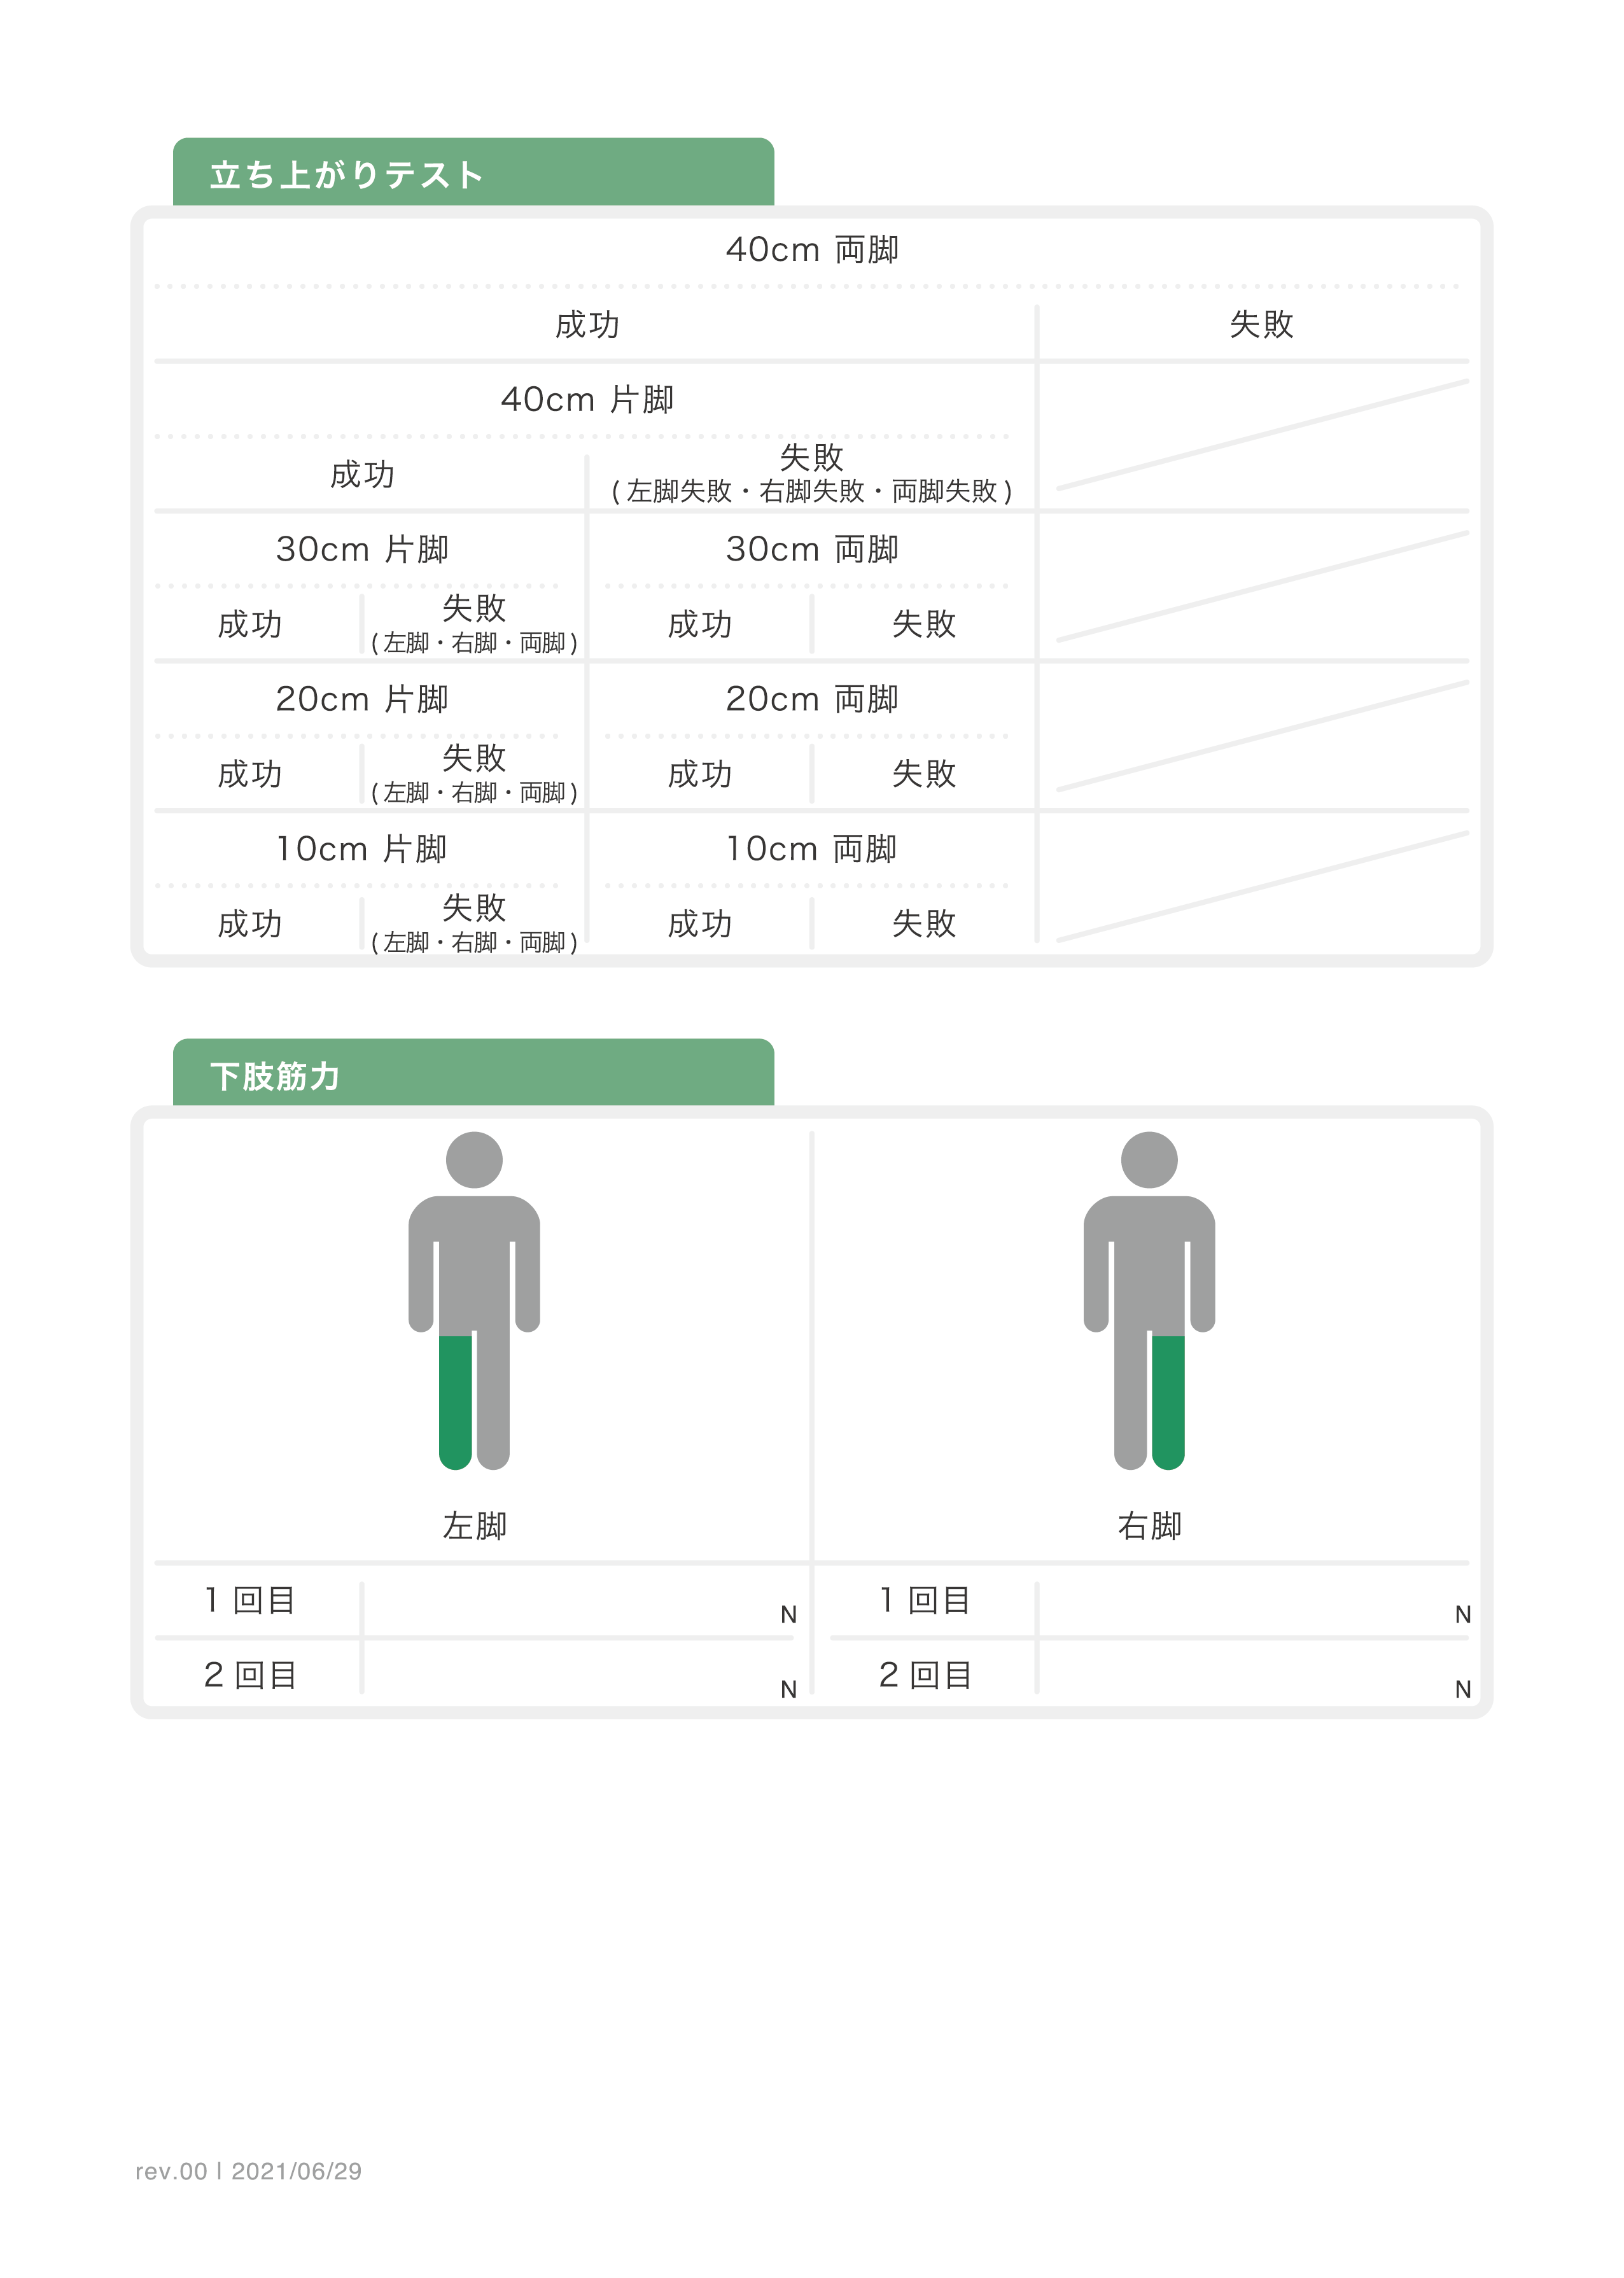 立ち上がりテスト
40cm 両脚
成功 失敗
40cm 片脚
成功 失敗
(左脚失敗・右脚失敗・両脚失敗)
30cm 片脚 30cm 両脚
成功 失敗 成功 失敗
(左脚・右脚・両脚)
20cm 片脚 20cm 両脚
成功 失敗 成功 失敗
(左脚・右脚・両脚)
10cm 片脚 10cm 両脚
成功 失敗 成功 失敗
(左脚・右脚・両脚)
下肢筋力
左脚 右脚
1 回目 N 1 回目 N
2 回目 N 2 回目 N
rev.00 | 2021/06/29